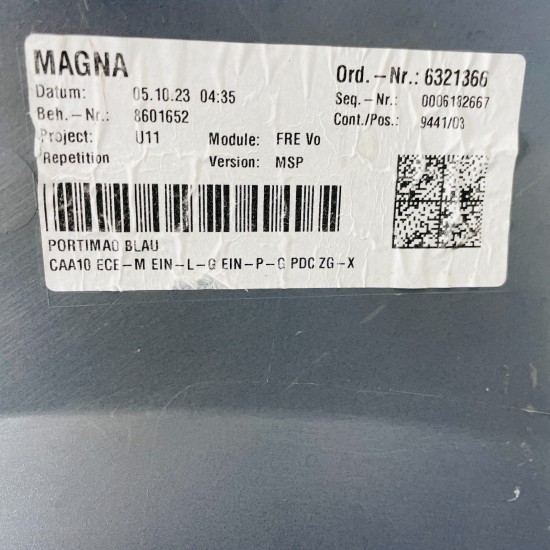 MAGNA
Ord.-Nr.: 6321366
Datum: 05.10.23 04:35
Seq.-Nr.: 0006182667
Beh.-Nr.: 8601652
Cont./Pos.: 9441/03
Project: U11 Module: FRE Vo
Repetition Version: MSP
PORTIMAO BLAU
CAA10 ECE-M EIN-L-G EIN-P-G PDC ZG-X